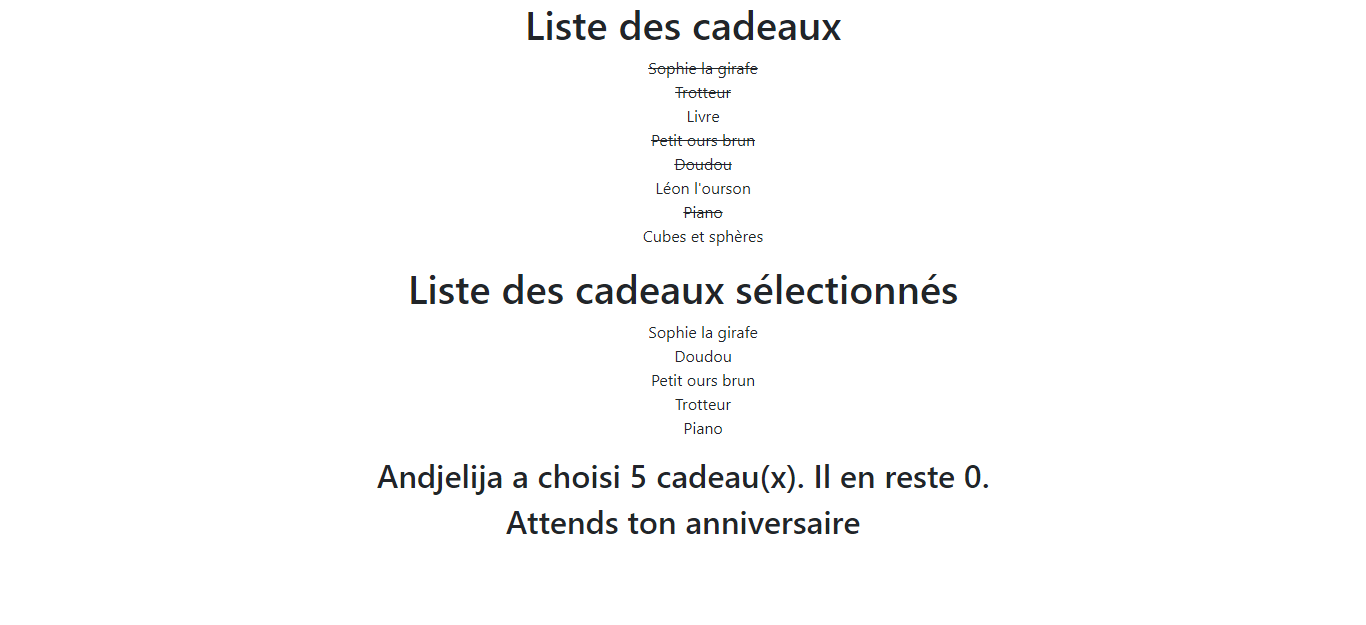 Liste des cadeaux
Sophie la girafe
Trotteur
Livre
Petit ours brun
Doudou
Léon l'ourson
Piano
Cubes et sphères
Liste des cadeaux sélectionnés
Sophie la girafe
Doudou
Petit ours brun
Trotteur
Piano
Andjelija a choisi 5 cadeau(x). Il en reste 0.
Attends ton anniversaire